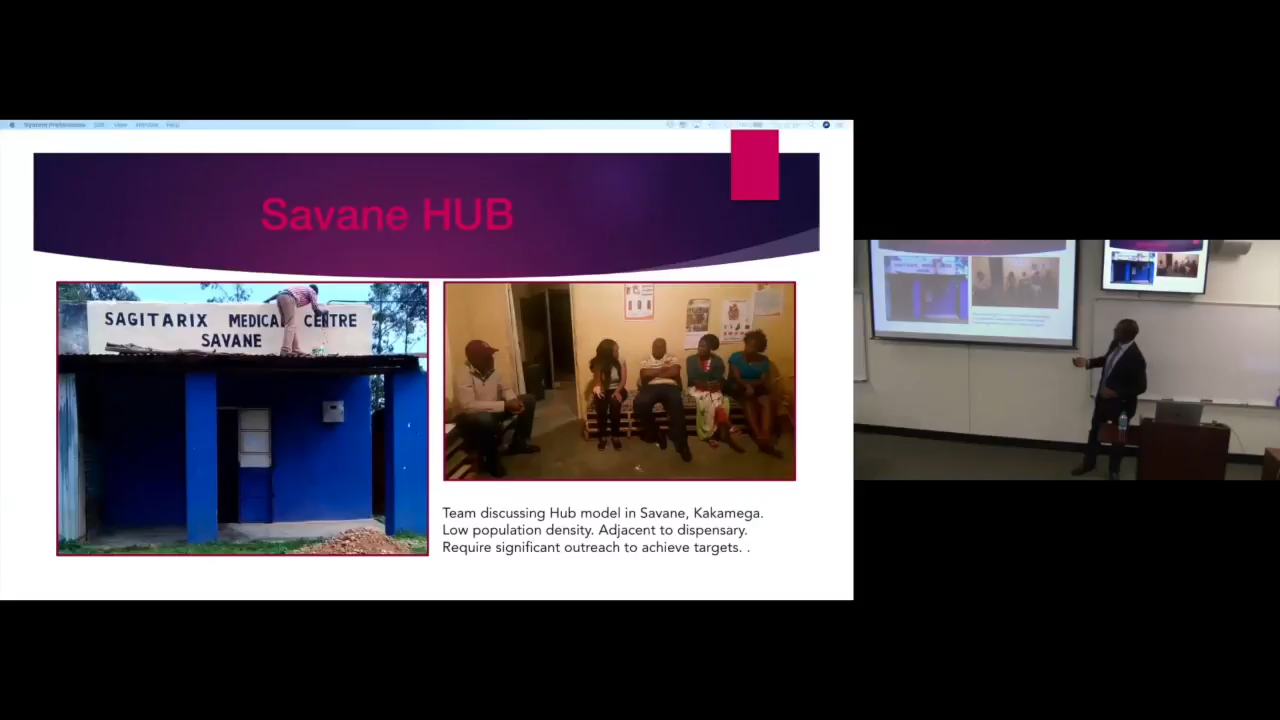 Savane HUB
SAGITARIX MEDICAL CENTRE
SAVANE
Team discussing Hub model in Savane, Kakamega.
Low population density. Adjacent to dispensary.
Require significant outreach to achieve targets. .